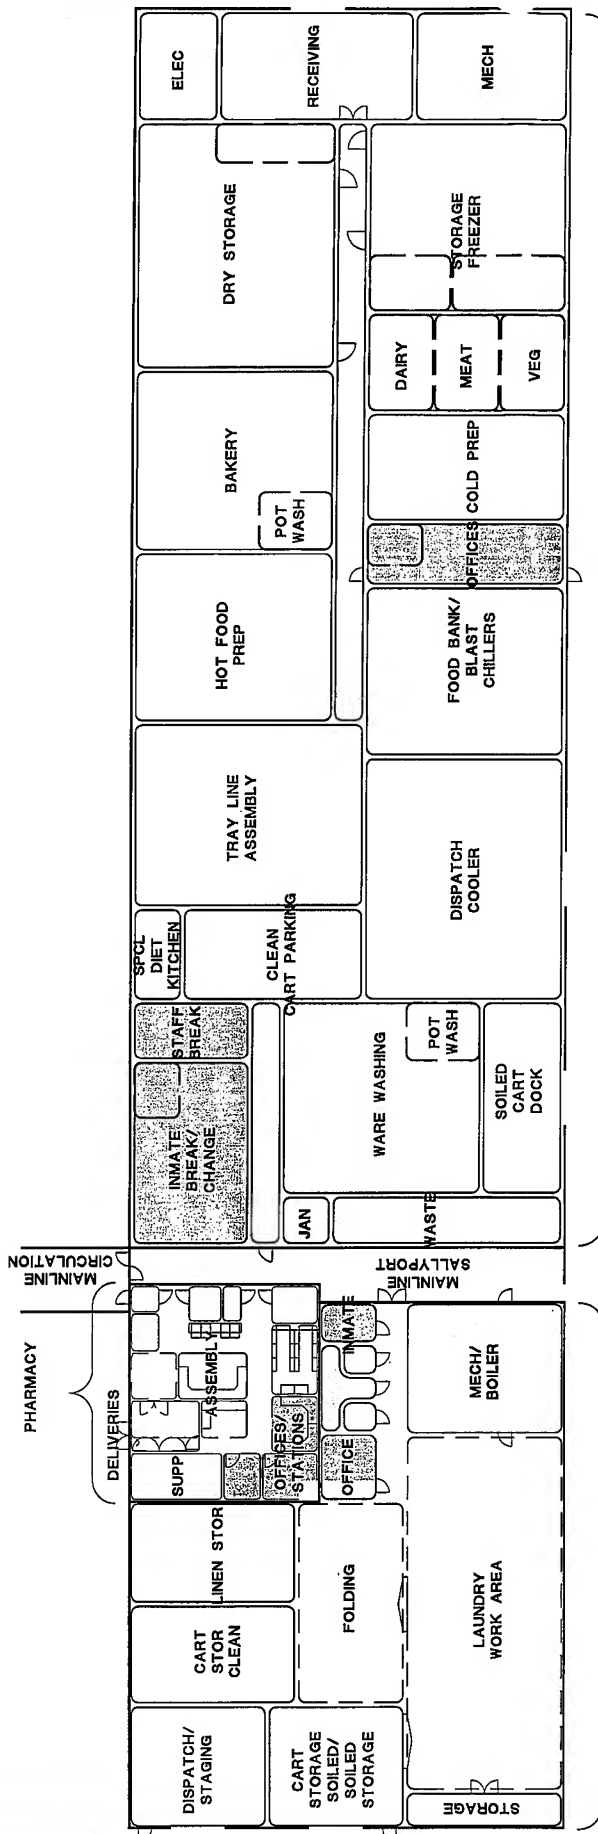 ELEC
RECEIVING
MECH
DRY STORAGE
STORAGE
FREEZER
DAIRY
MEAT
VEG
BAKERY
POT
WASH
COLD PREP
OFFICES
HOT FOOD
PREP
FOOD BANK/
BLAST
CHILLERS
TRAY LINE
ASSEMBLY
DISPATCH
COOLER
SPCL
DIET
KITCHEN
CLEAN
CART PARKING
STAFF
BREAK
INMATE
BREAK/
CHANGE
WARE WASHING
POT
WASH
SOILED
CART
DOCK
JAN
WASTE
MAINLINE
CIRCULATION
MAINLINE
SALLYPORT
PHARMACY
DELIVERIES
ASSEMBLY
SUPP
OFFICES/
STATIONS
INMATE
OFFICE
MECH/
BOILER
LINEN STOR
CART
STOR
CLEAN
FOLDING
LAUNDRY
WORK AREA
DISPATCH/
STAGING
CART
STORAGE
SOILED/
SOILED
STORAGE
STORAGE